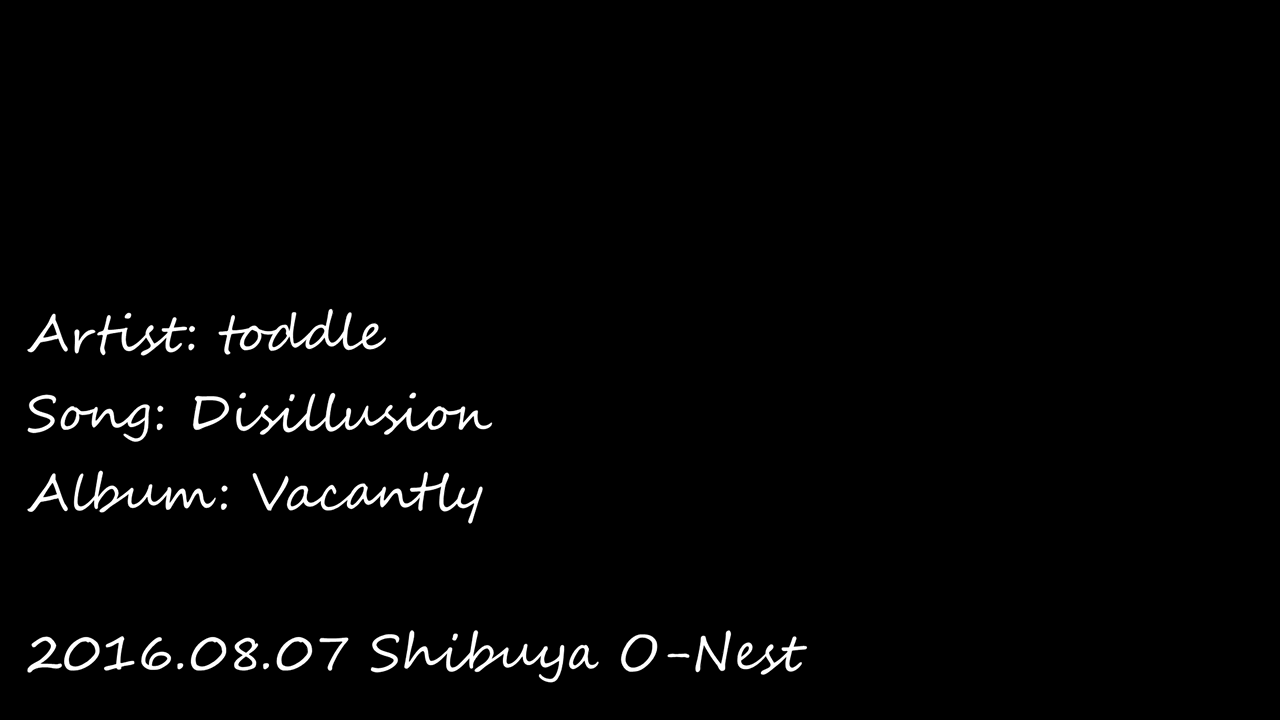 Artist: toddle
Song: Disillusion
Album: Vacantly
2016.08.07 Shibuya O-Nest